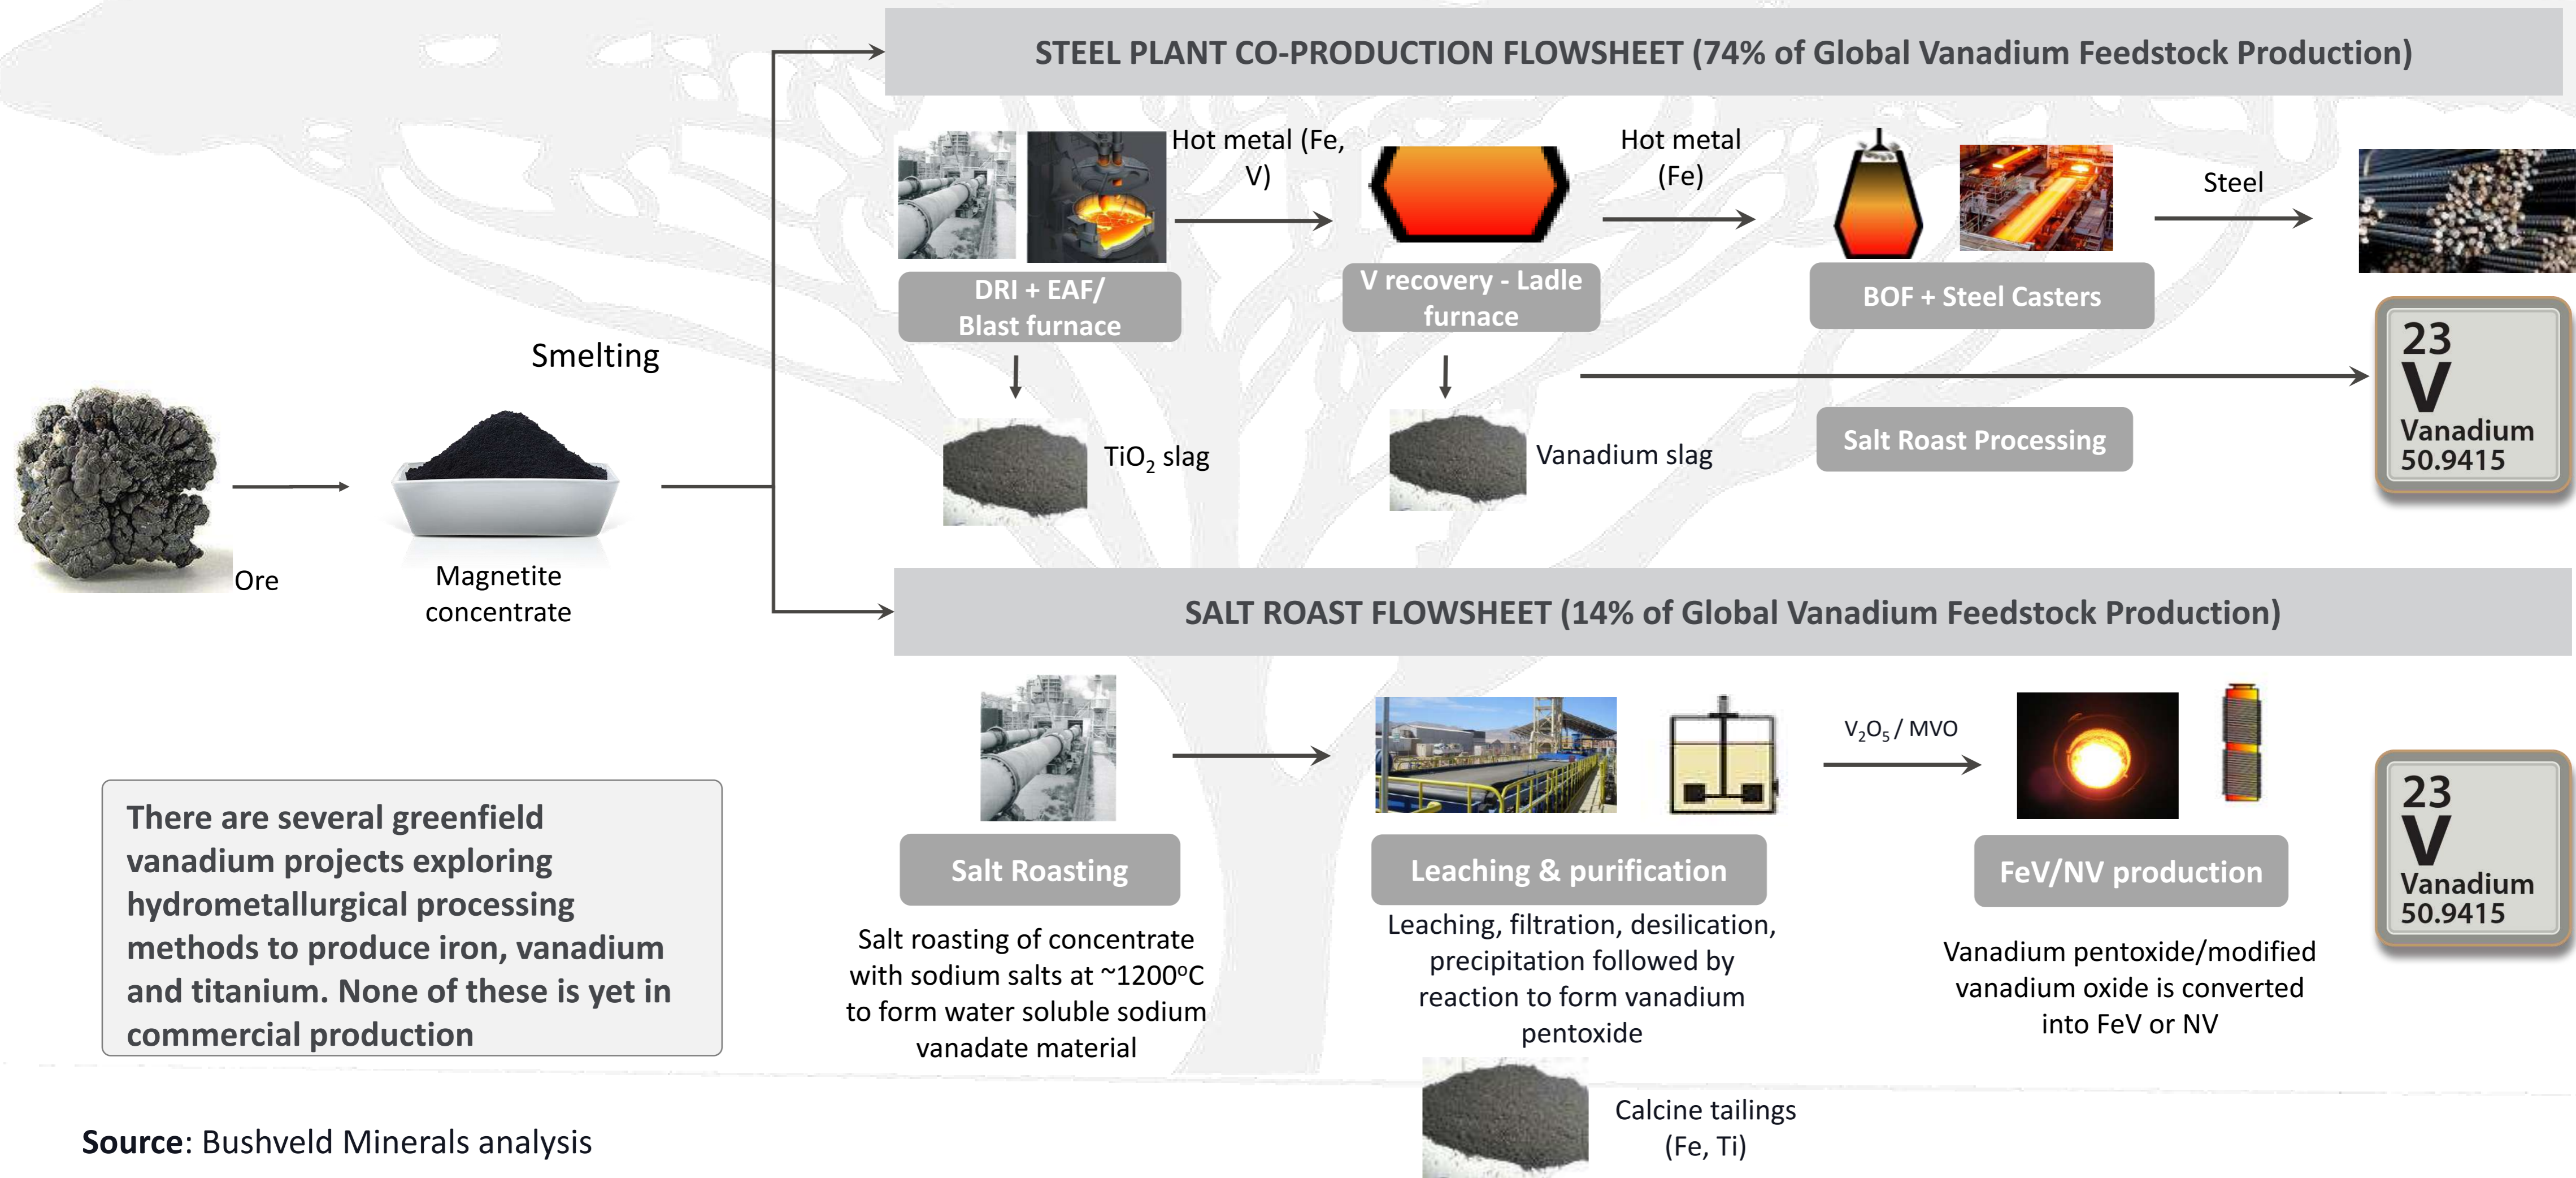 STEEL PLANT CO-PRODUCTION FLOWSHEET (74% of Global Vanadium Feedstock Production)
Hot metal (Fe,
V)
Hot metal
(Fe)
Steel
DRI + EAF/
Blast furnace
V recovery - Ladle
furnace
BOF + Steel Casters
23
V
Vanadium
50.9415
Smelting
TiO₂ slag
Vanadium slag
Salt Roast Processing
Ore
Magnetite
concentrate
SALT ROAST FLOWSHEET (14% of Global Vanadium Feedstock Production)
V₂O₅ / MVO
Salt Roasting
Leaching & purification
FeV/NV production
23
V
Vanadium
50.9415
Salt roasting of concentrate
with sodium salts at ~1200ºC
to form water soluble sodium
vanadate material
Leaching, filtration, desilication,
precipitation followed by
reaction to form vanadium
pentoxide
Vanadium pentoxide/modified
vanadium oxide is converted
into FeV or NV
Calcine tailings
(Fe, Ti)
There are several greenfield
vanadium projects exploring
hydrometallurgical processing
methods to produce iron, vanadium
and titanium. None of these is yet in
commercial production
Source: Bushveld Minerals analysis